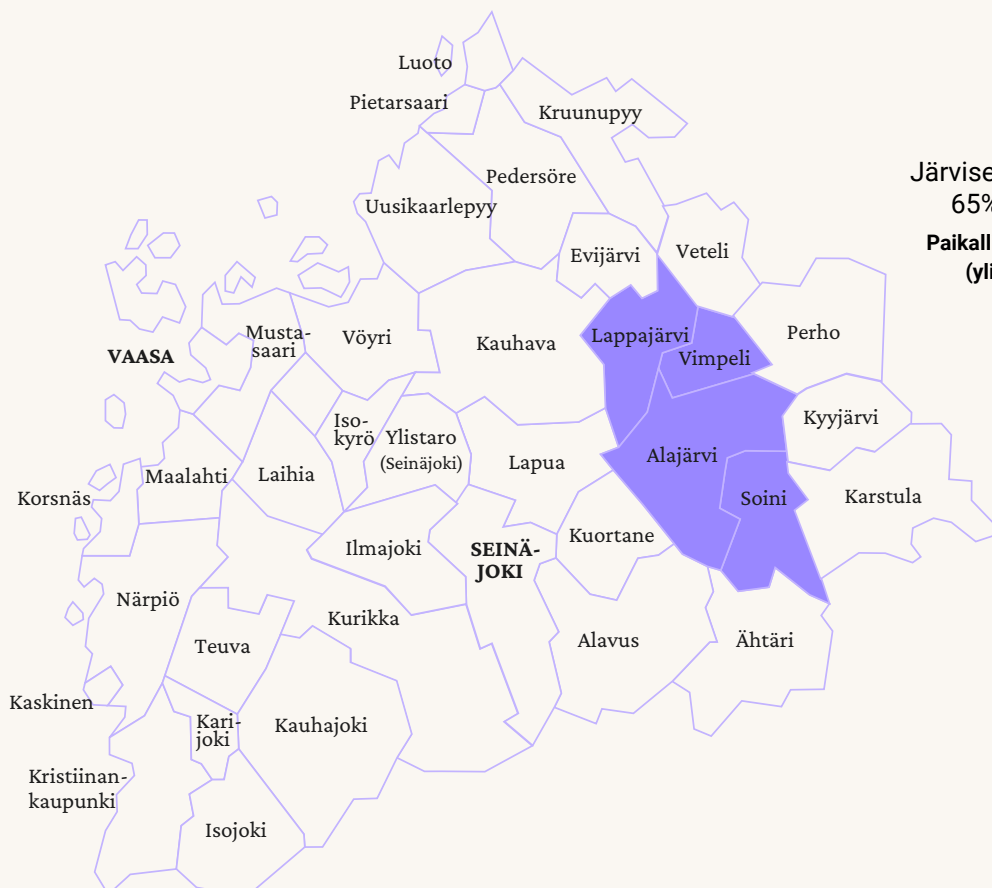 Luoto
Pietarsaari
Kruunupyy
Pedersöre
Uusikaarlepyy
Evijärvi
Veteli
Järvise
65%
Paikall
(yli
Musta-
saari
Vöyri
Kauhava
Lappajärvi
Vimpeli
Perho
VAASA
Iso-
kyrö
Ylistaro
(Seinäjoki)
Kyyjärvi
Maalahti
Laihia
Lapua
Alajärvi
Korsnäs
Soini
Karstula
Ilmajoki
SEINÄ-
JOKI
Kuortane
Närpiö
Kurikka
Teuva
Alavus
Ähtäri
Kaskinen
Kari-
joki
Kauhajoki
Kristiinan-
kaupunki
Isojoki